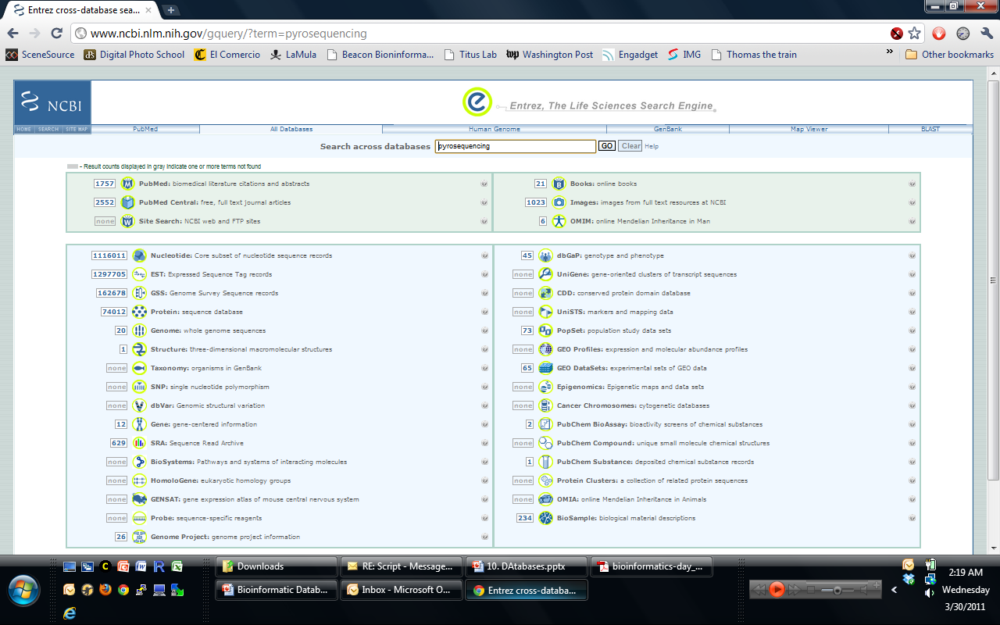 Entrez cross-database sea...
www.ncbi.nlm.nih.gov/gquery/?term=pyrosequencing
SceneSource Digital Photo School El Comercio LaMula Beacon Bioninforma... Titus Lab Washington Post Engadget IMG Thomas the train » Other bookmarks
NCBI
Entrez, The Life Sciences Search Engine
HOME SEARCH SITE MAP PubMed All Databases Human Genome GenBank Map Viewer BLAST
Search across databases pyrosequencing GO Clear Help
- Result counts displayed in gray indicate one or more terms not found
1757 PubMed: biomedical literature citations and abstracts
2552 PubMed Central: free, full text journal articles
none Site Search: NCBI web and FTP sites
21 Books: online books
1023 Images: images from full text resources at NCBI
6 OMIM: online Mendelian Inheritance in Man
1116011 Nucleotide: Core subset of nucleotide sequence records
1297705 EST: Expressed Sequence Tag records
162678 GSS: Genome Survey Sequence records
74012 Protein: sequence database
20 Genome: whole genome sequences
1 Structure: three-dimensional macromolecular structures
none Taxonomy: organisms in GenBank
none SNP: single nucleotide polymorphism
none dbVar: Genomic structural variation
12 Gene: gene-centered information
629 SRA: Sequence Read Archive
none BioSystems: Pathways and systems of interacting molecules
none HomoloGene: eukaryotic homology groups
none GENSAT: gene expression atlas of mouse central nervous system
none Probe: sequence-specific reagents
26 Genome Project: genome project information
45 dbGaP: genotype and phenotype
none UniGene: gene-oriented clusters of transcript sequences
none CDD: conserved protein domain database
none UniSTS: markers and mapping data
73 PopSet: population study data sets
none GEO Profiles: expression and molecular abundance profiles
65 GEO DataSets: experimental sets of GEO data
none Epigenomics: Epigenetic maps and data sets
none Cancer Chromosomes: cytogenetic databases
2 PubChem BioAssay: bioactivity screens of chemical substances
none PubChem Compound: unique small molecule chemical structures
1 PubChem Substance: deposited chemical substance records
none Protein Clusters: a collection of related protein sequences
none OMIA: online Mendelian Inheritance in Animals
234 BioSample: biological material descriptions
Downloads RE: Script - Message... 10. DAtabases.pptx bioinformatics-day_...
Bioinformatic Datab... Inbox - Microsoft O... Entrez cross-databa...
2:19 AM
Wednesday
3/30/2011